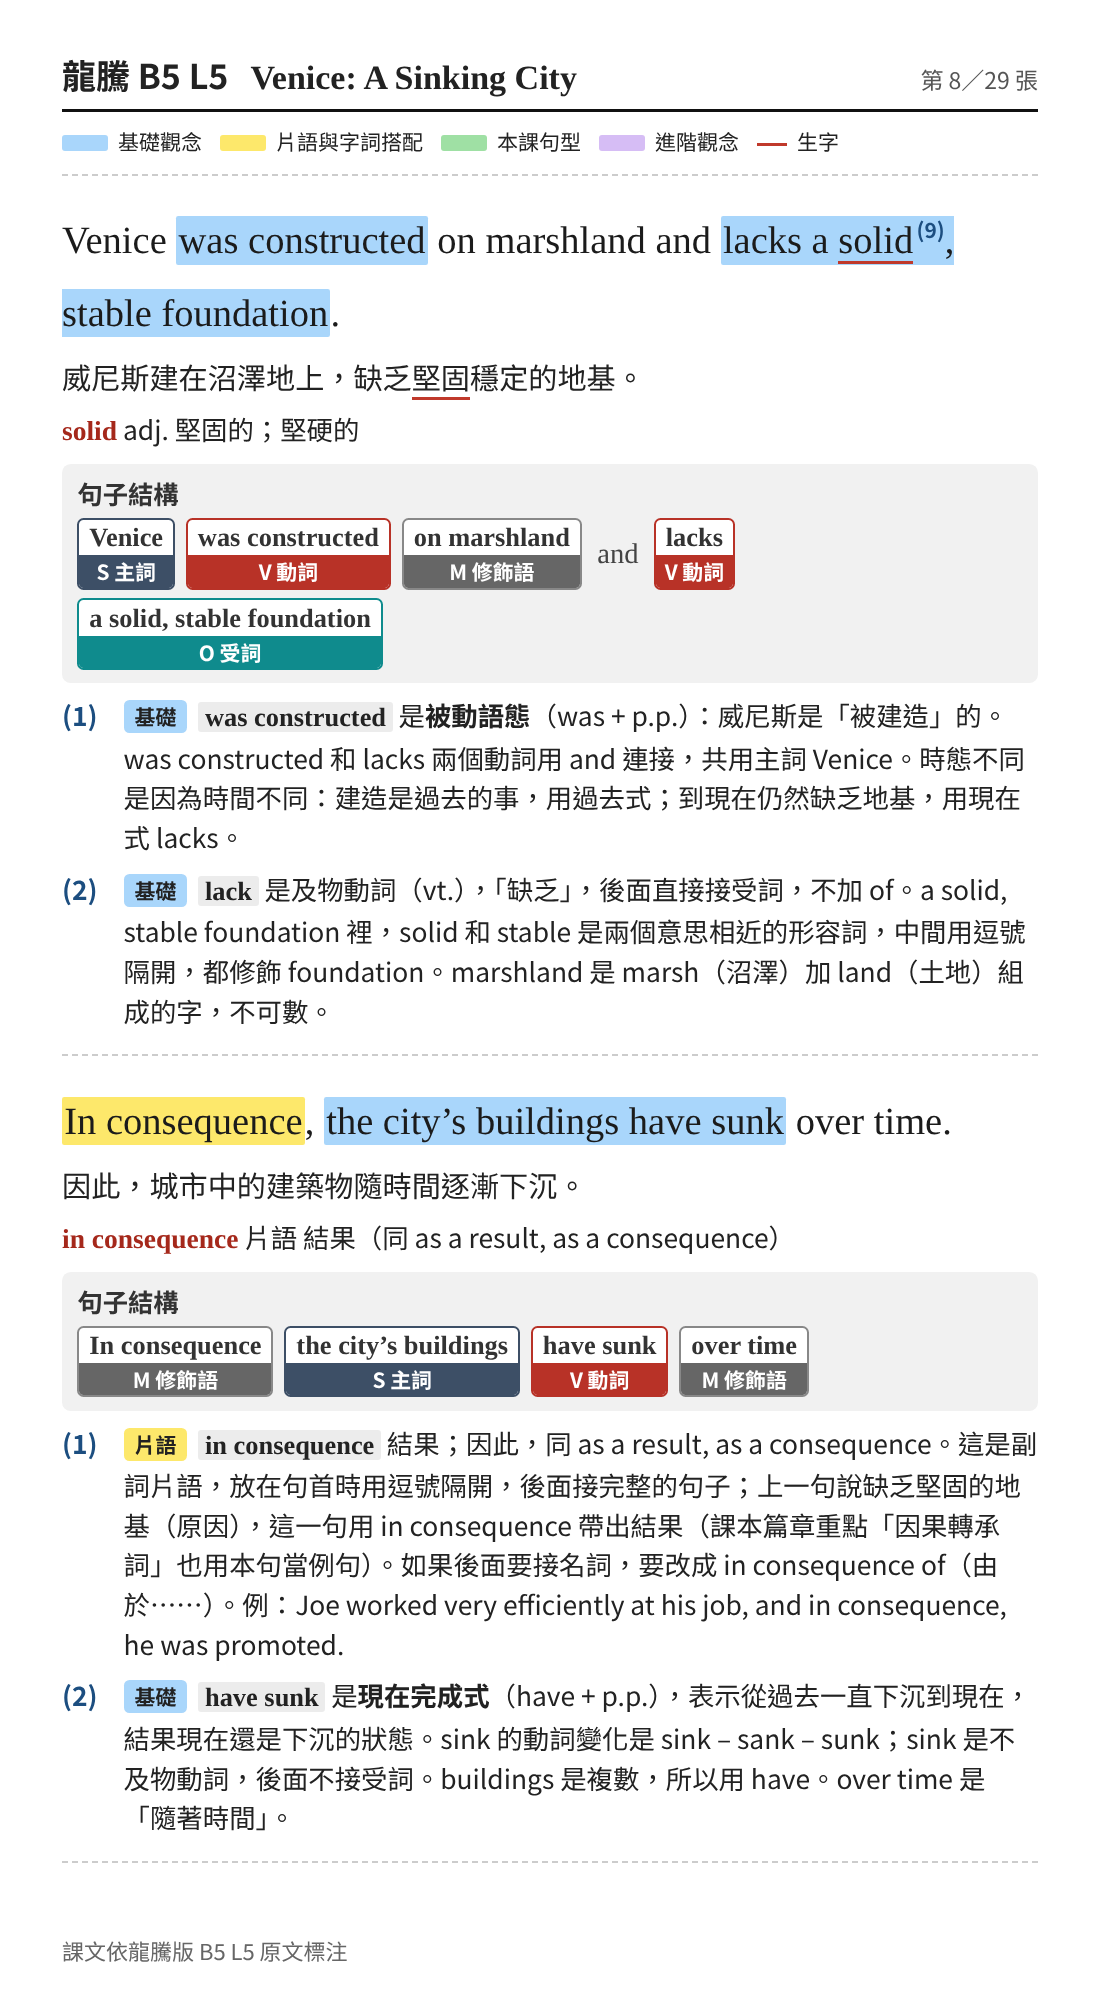 龍騰 B5 L5 Venice: A Sinking City
第 8／29 張
基礎觀念 片語與字詞搭配 本課句型 進階觀念 生字
Venice was constructed on marshland and lacks a solid(9),
stable foundation.
威尼斯建在沼澤地上，缺乏堅固穩定的地基。
solid adj. 堅固的；堅硬的
句子結構
Venice was constructed on marshland and lacks
S 主詞 V 動詞 M 修飾語 V 動詞
a solid, stable foundation
O 受詞
(1) 基礎 was constructed 是被動語態（was + p.p.）：威尼斯是「被建造」的。
was constructed 和 lacks 兩個動詞用 and 連接，共用主詞 Venice。時態不同
是因為時間不同：建造是過去的事，用過去式；到現在仍然缺乏地基，用現在
式 lacks。
(2) 基礎 lack 是及物動詞（vt.），「缺乏」，後面直接接受詞，不加 of。a solid,
stable foundation 裡，solid 和 stable 是兩個意思相近的形容詞，中間用逗號
隔開，都修飾 foundation。marshland 是 marsh（沼澤）加 land（土地）組
成的字，不可數。
In consequence, the city’s buildings have sunk over time.
因此，城市中的建築物隨時間逐漸下沉。
in consequence 片語 結果（同 as a result, as a consequence）
句子結構
In consequence the city’s buildings have sunk over time
M 修飾語 S 主詞 V 動詞 M 修飾語
(1) 片語 in consequence 結果；因此，同 as a result, as a consequence。這是副
詞片語，放在句首時用逗號隔開，後面接完整的句子；上一句說缺乏堅固的地
基（原因），這一句用 in consequence 帶出結果（課本篇章重點「因果轉承
詞」也用本句當例句）。如果後面要接名詞，要改成 in consequence of（由
於⋯⋯）。例：Joe worked very efficiently at his job, and in consequence,
he was promoted.
(2) 基礎 have sunk 是現在完成式（have + p.p.），表示從過去一直下沉到現在，
結果現在還是下沉的狀態。sink 的動詞變化是 sink – sank – sunk；sink 是不
及物動詞，後面不接受詞。buildings 是複數，所以用 have。over time 是
「隨著時間」。
課文依龍騰版 B5 L5 原文標注